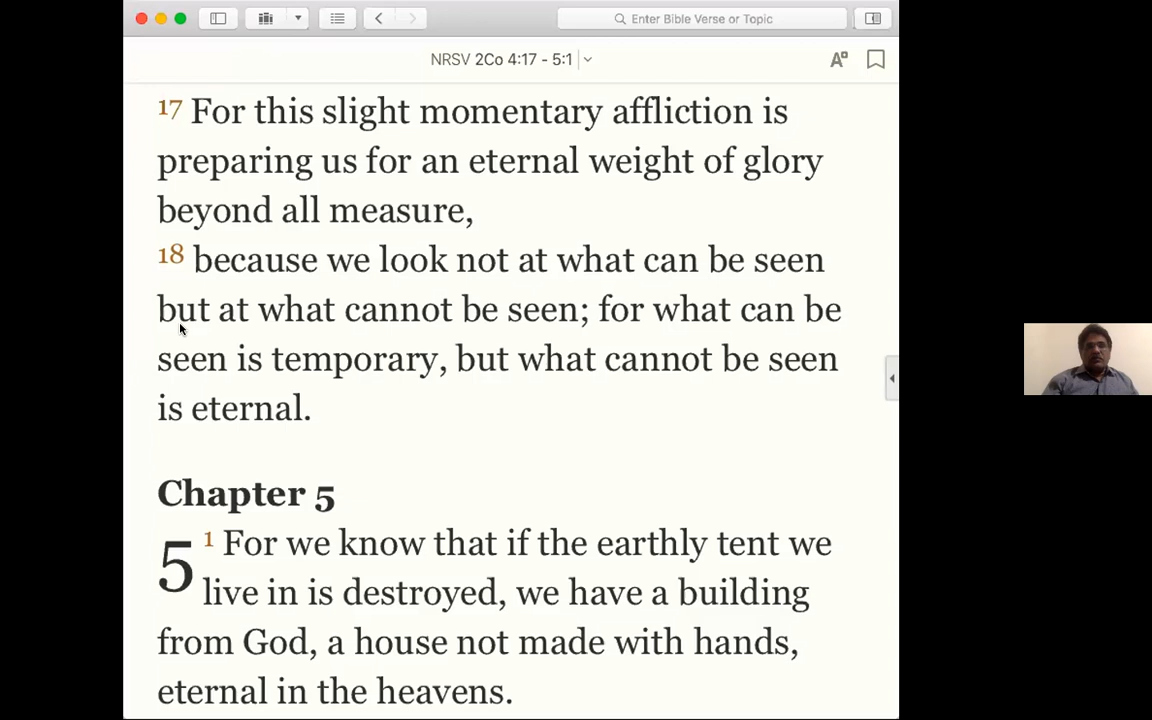 Enter Bible Verse or Topic
NRSV 2Co 4:17 - 5:1
17 For this slight momentary affliction is
preparing us for an eternal weight of glory
beyond all measure,
18 because we look not at what can be seen
but at what cannot be seen; for what can be
seen is temporary, but what cannot be seen
is eternal.
Chapter 5
5 1 For we know that if the earthly tent we
live in is destroyed, we have a building
from God, a house not made with hands,
eternal in the heavens.